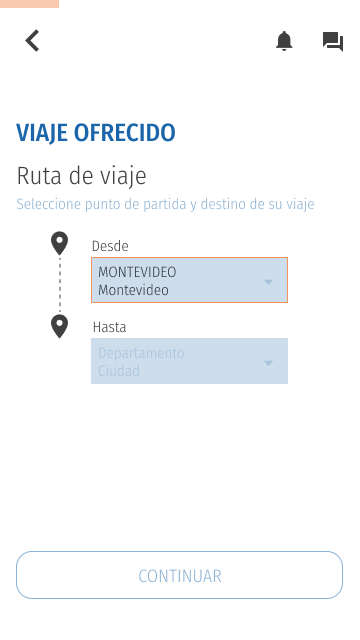 VIAJE OFRECIDO
Ruta de viaje
Seleccione punto de partida y destino de su viaje
Desde
MONTEVIDEO
Montevideo
Hasta
Departamento
Ciudad
CONTINUAR